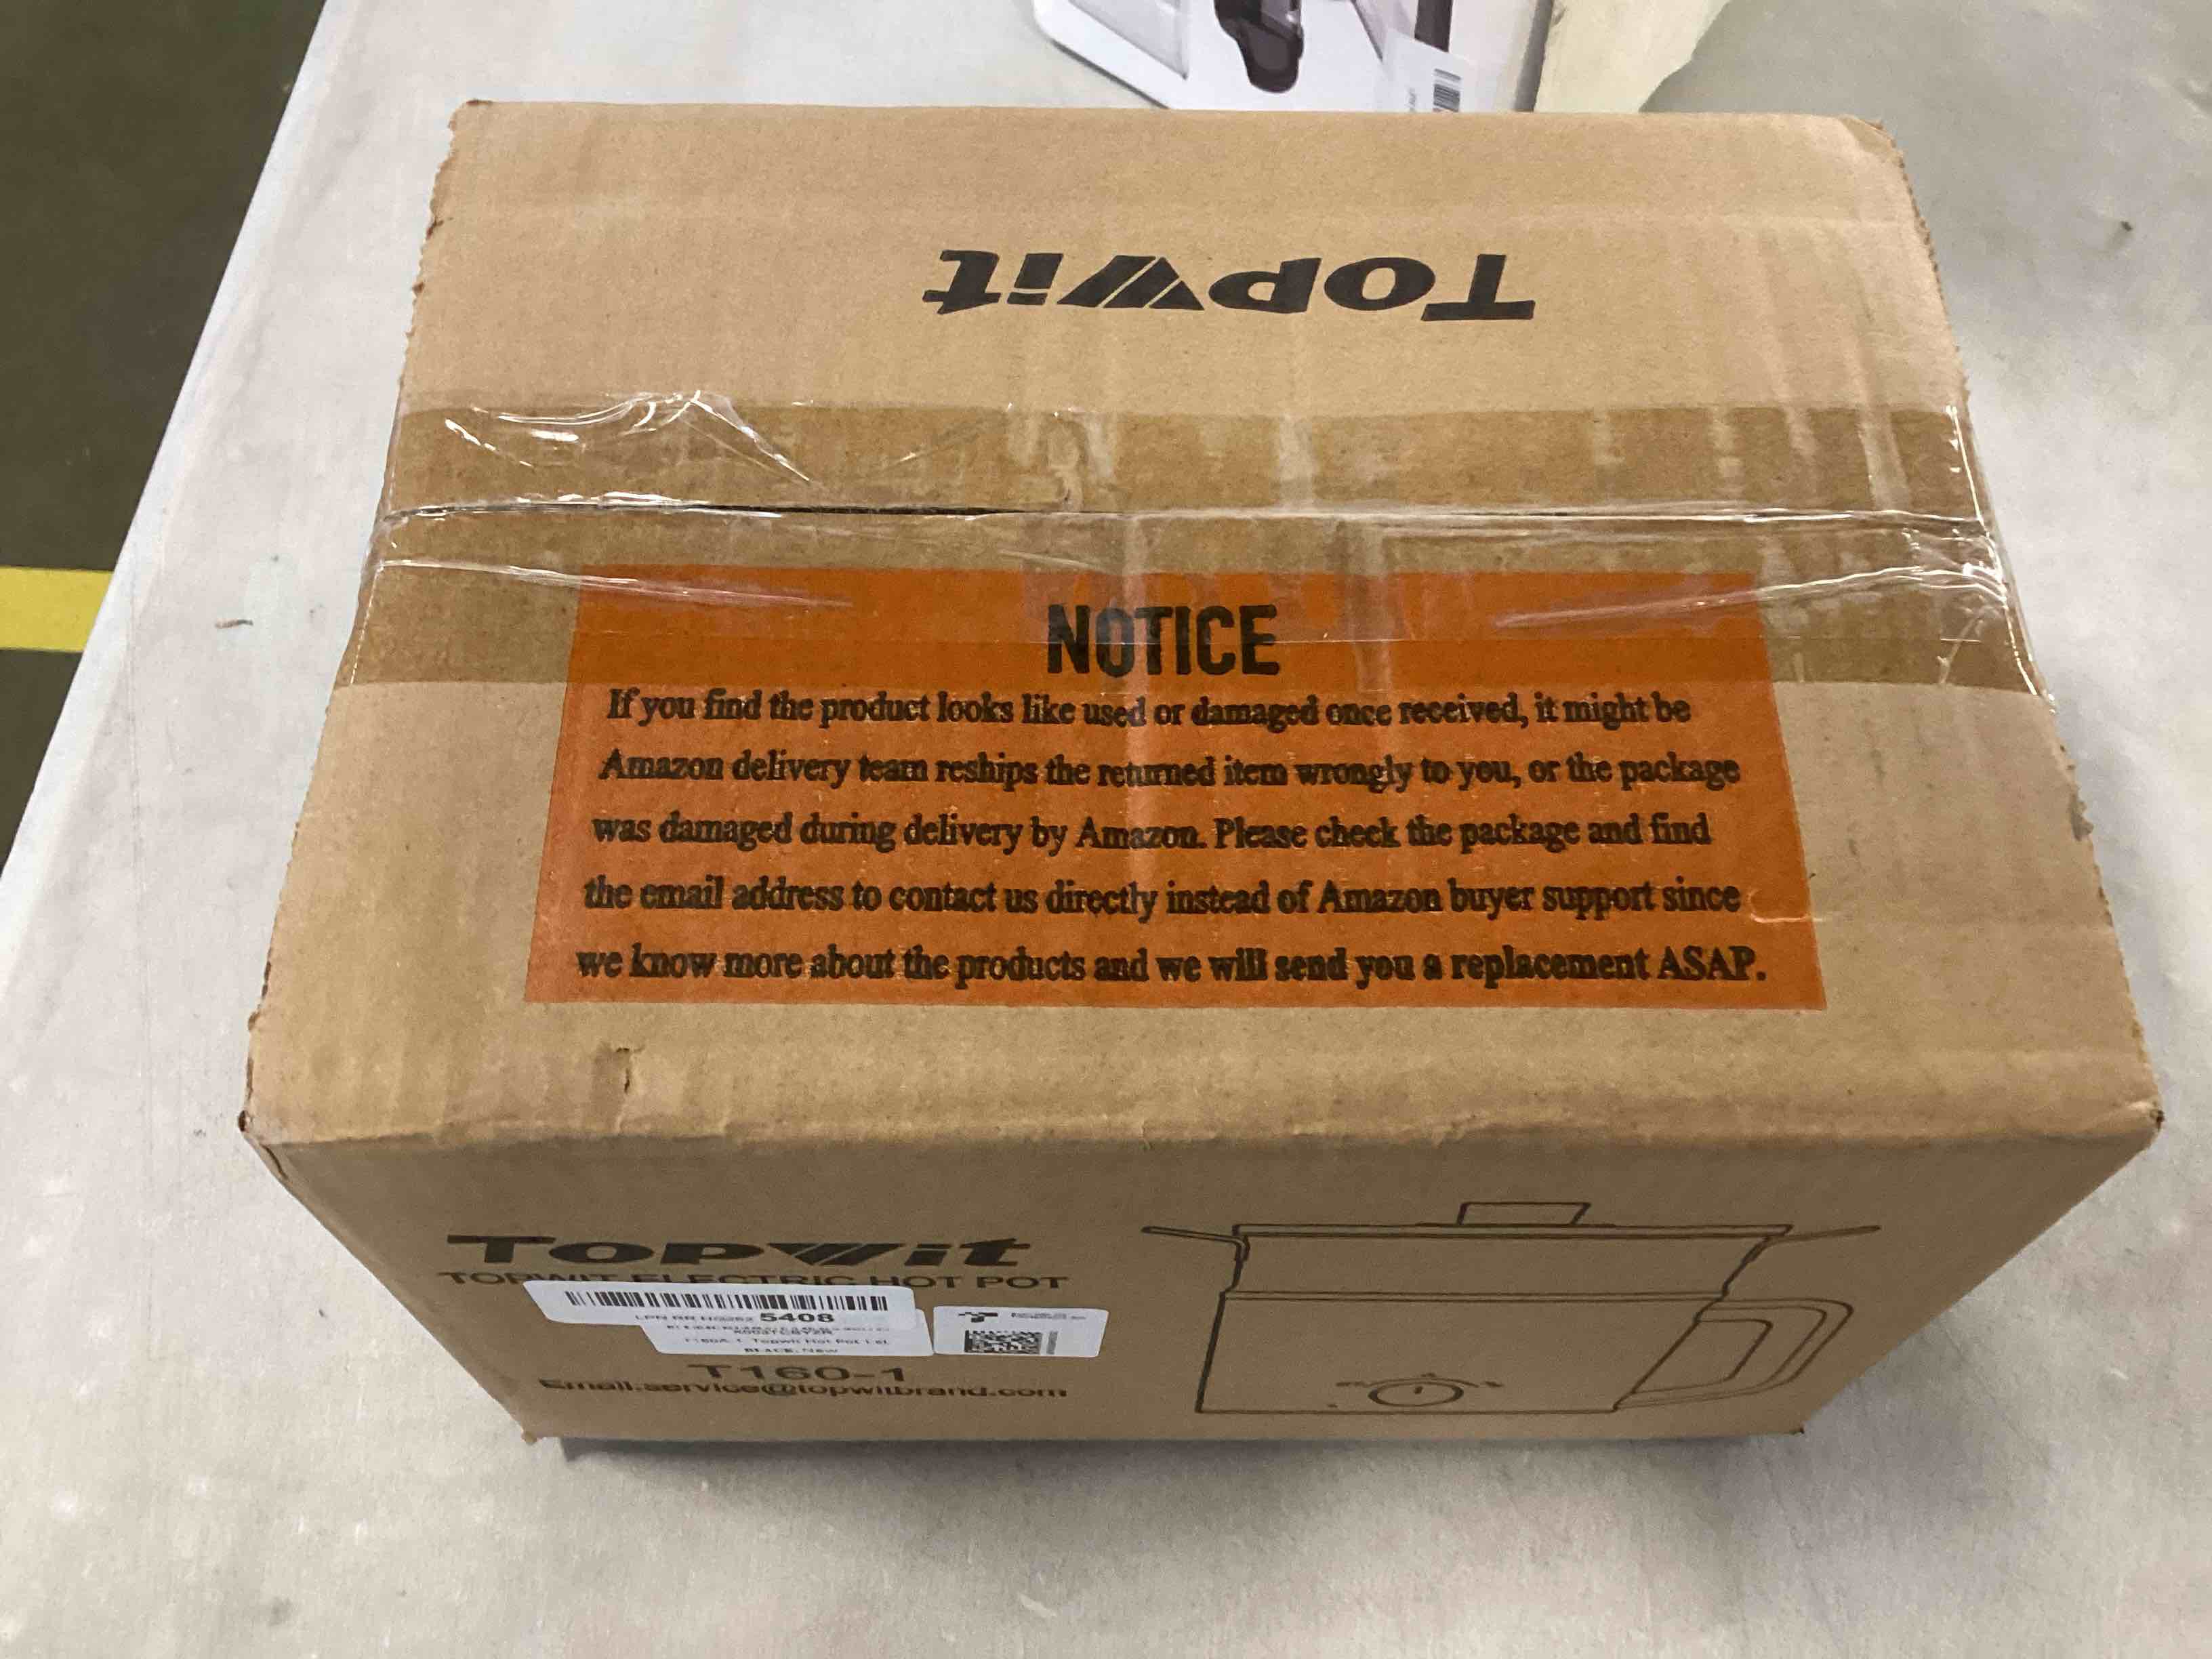 TOPWit
NOTICE
If you find the product looks like used or damaged once received, it might be
Amazon delivery team reships the returned item wrongly to you, or the package
was damaged during delivery by Amazon. Please check the package and find
the email address to contact us directly instead of Amazon buyer support since
we know more about the products and we will send you a replacement ASAP.
TOPWit
TOPWIT ELECTRIC HOT POT
5408
BLACK, New
T160-1
Email:service@topwitbrand.com